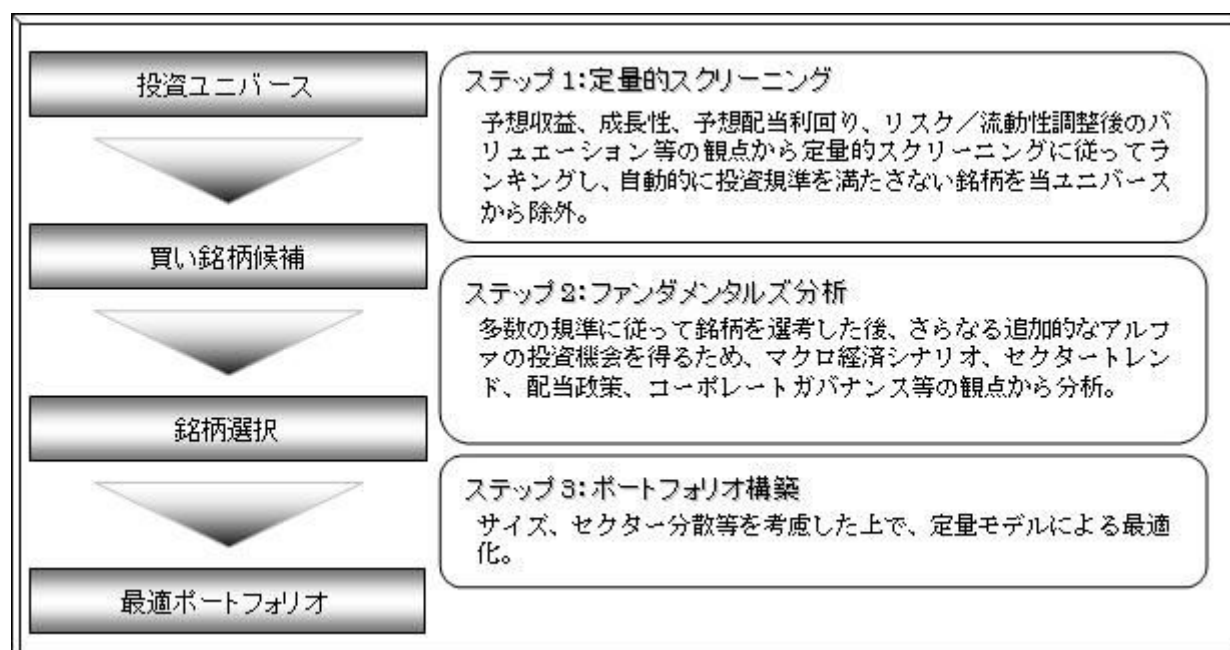 投資ユニバース
ステップ1:定量的スクリーニング
予想収益、成長性、予想配当利回り、リスク／流動性調整後のバ
リュエーション等の観点から定量的スクリーニングに従ってラ
ンキングし、自動的に投資規準を満たさない銘柄を当ユニバース
から除外。
買い銘柄候補
ステップ2:ファンダメンタルズ分析
多数の規準に従って銘柄を選考した後、さらなる追加的なアルフ
ァの投資機会を得るため、マクロ経済シナリオ、セクタートレン
ド、配当政策、コーポレートガバナンス等の観点から分析。
銘柄選択
ステップ3:ポートフォリオ構築
サイズ、セクター分散等を考慮した上で、定量モデルによる最適
化。
最適ポートフォリオ